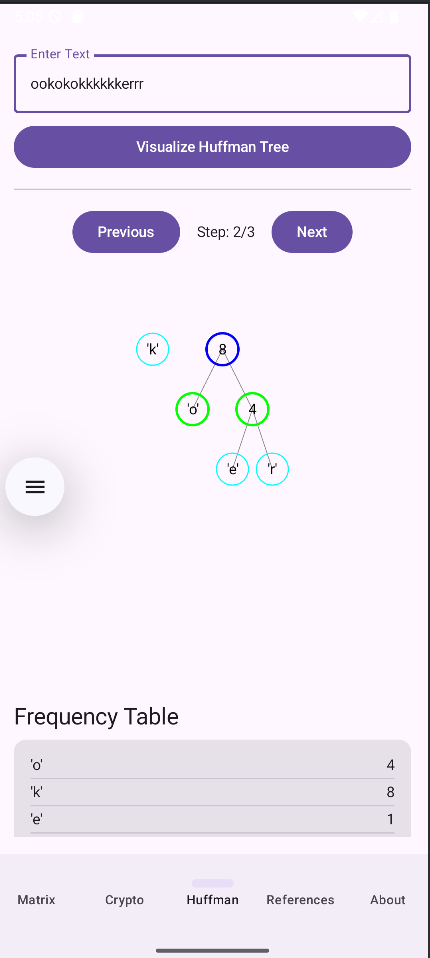 Enter Text
ookokokkkkkkerrr
Visualize Huffman Tree
Previous Step: 2/3 Next
'k' 8
'o' 4
'e' 'r'
Frequency Table
'o' 4
'k' 8
'e' 1
Matrix Crypto Huffman References About